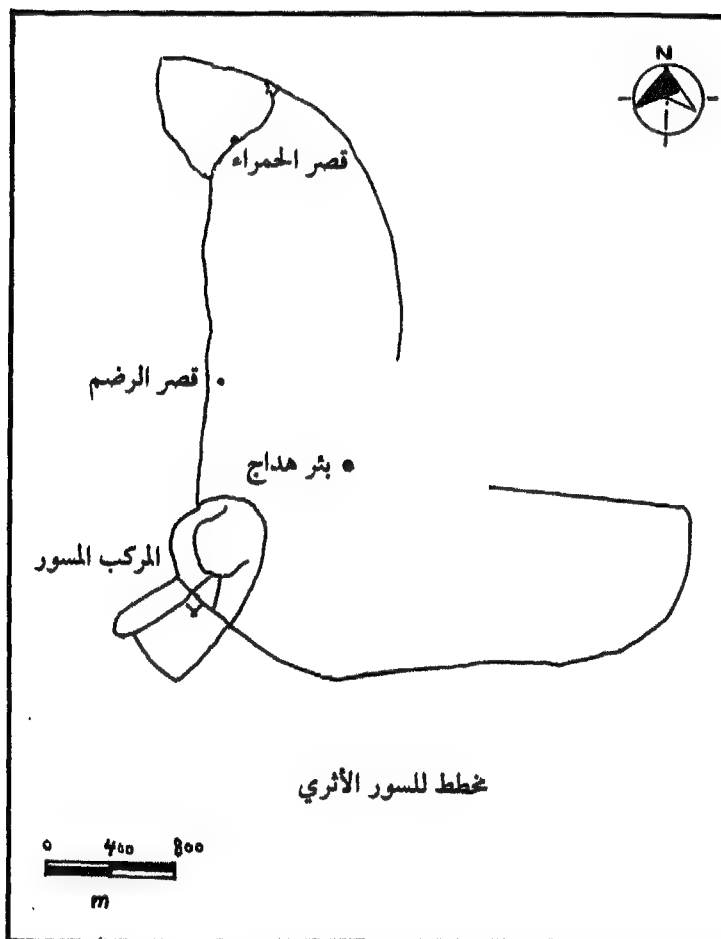 N
قصر الحمراء
قصر الرضم
بئر هداج
المركب المسور
مخطط للسور الأثري
0 400 800
m